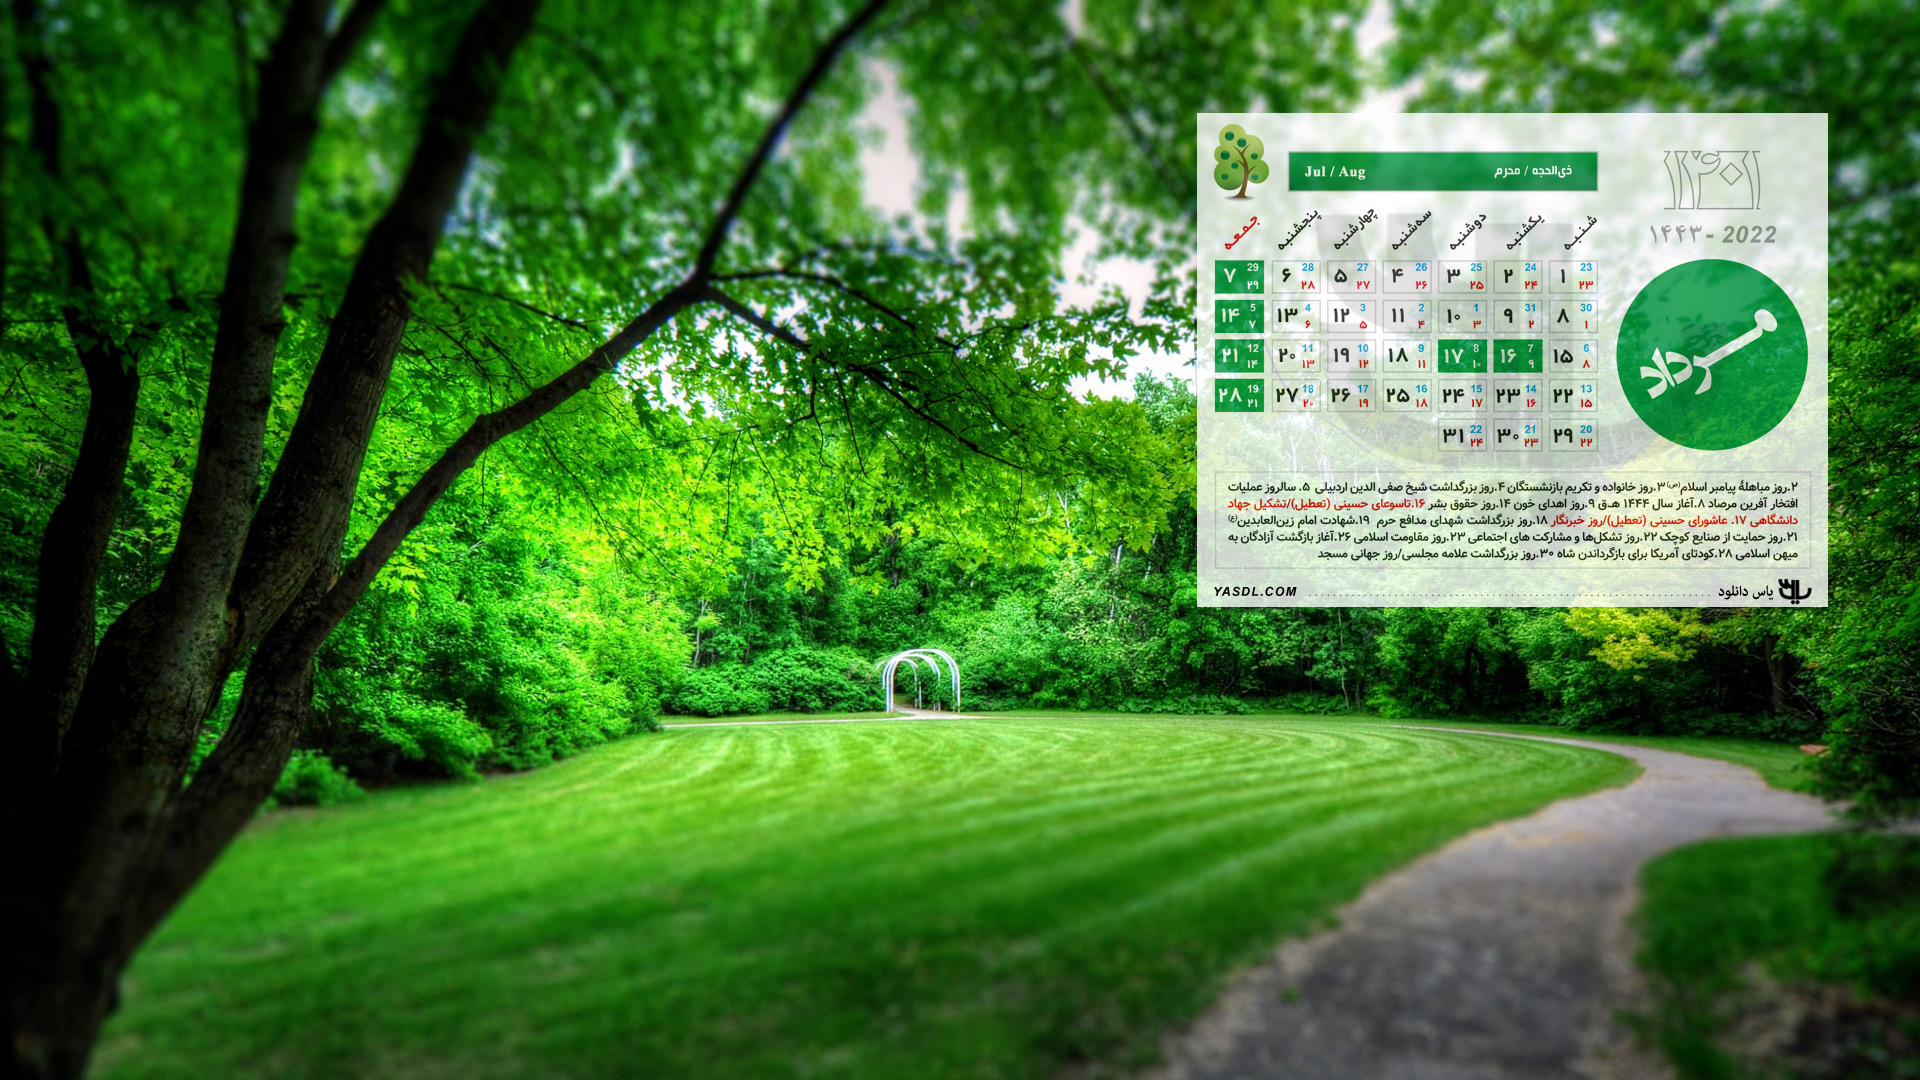 ۱۴۰۱
۱۴۴۳ - 2022
مرداد
ذی‌الحجه / محرم
Jul / Aug
شنبه یکشنبه دوشنبه سه‌شنبه چهارشنبه پنجشنبه جمعه
۱ 23 ۲۳ ۲ 24 ۲۴ ۳ 25 ۲۵ ۴ 26 ۲۶ ۵ 27 ۲۷ ۶ 28 ۲۸ ۷ 29 ۲۹
۸ 30 ۱ ۹ 31 ۲ ۱۰ 1 ۳ ۱۱ 2 ۴ ۱۲ 3 ۵ ۱۳ 4 ۶ ۱۴ 5 ۷
۱۵ 6 ۸ ۱۶ 7 ۹ ۱۷ 8 ۱۰ ۱۸ 9 ۱۱ ۱۹ 10 ۱۲ ۲۰ 11 ۱۳ ۲۱ 12 ۱۴
۲۲ 13 ۱۵ ۲۳ 14 ۱۶ ۲۴ 15 ۱۷ ۲۵ 16 ۱۸ ۲۶ 17 ۱۹ ۲۷ 18 ۲۰ ۲۸ 19 ۲۱
۲۹ 20 ۲۲ ۳۰ 21 ۲۳ ۳۱ 22 ۲۴
۲.روز مباهلهٔ پیامبر اسلام(ص) ۳.روز خانواده و تکریم بازنشستگان ۴.روز بزرگداشت شیخ صفی الدین اردبیلی ۵. سالروز عملیات
افتخار آفرین مرصاد ۸.آغاز سال ۱۴۴۴ هـ.ق ۹.روز اهدای خون ۱۴.روز حقوق بشر ۱۶.تاسوعای حسینی (تعطیل)/تشکیل جهاد
دانشگاهی ۱۷. عاشورای حسینی (تعطیل)/روز خبرنگار ۱۸.روز بزرگداشت شهدای مدافع حرم ۱۹.شهادت امام زین‌العابدین(ع)
۲۱.روز حمایت از صنایع کوچک ۲۲.روز تشکل‌ها و مشارکت های اجتماعی ۲۳.روز مقاومت اسلامی ۲۶.آغاز بازگشت آزادگان به
میهن اسلامی ۲۸.کودتای آمریکا برای بازگرداندن شاه ۳۰.روز بزرگداشت علامه مجلسی/روز جهانی مسجد
یاس دانلود
YASDL.COM